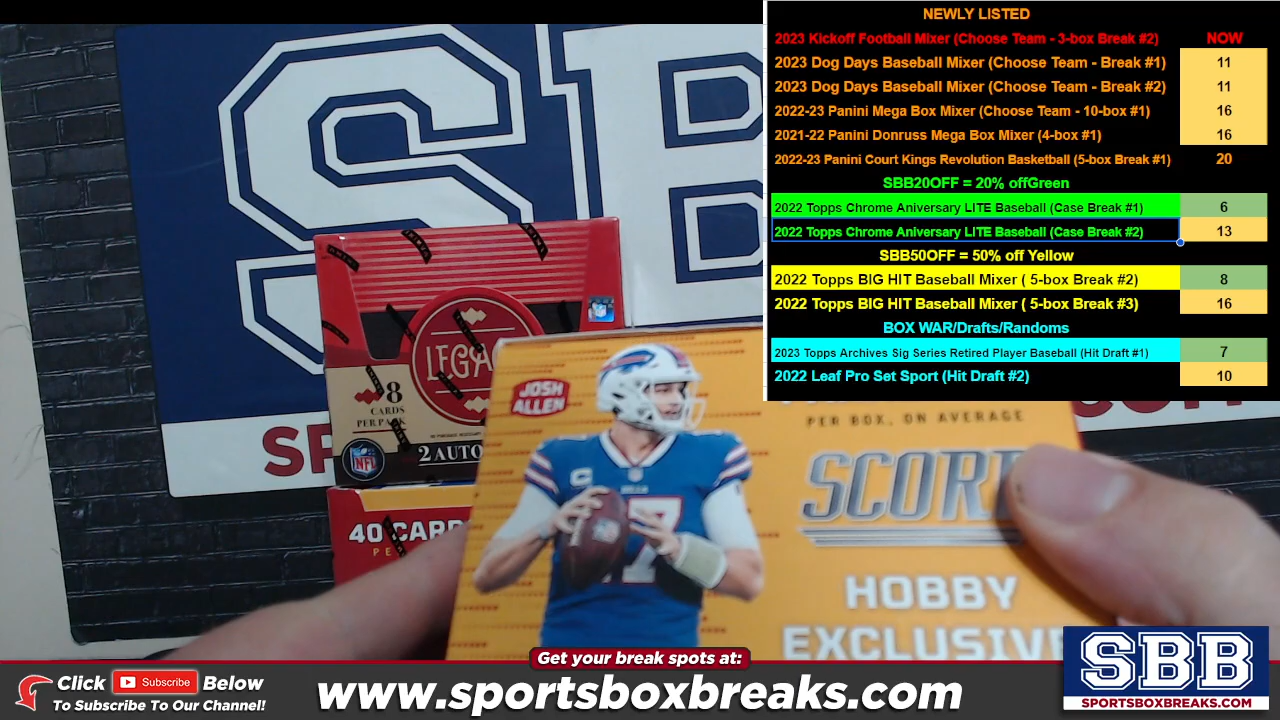 NEWLY LISTED
2023 Kickoff Football Mixer (Choose Team - 3-box Break #2) NOW
2023 Dog Days Baseball Mixer (Choose Team - Break #1) 11
2023 Dog Days Baseball Mixer (Choose Team - Break #2) 11
2022-23 Panini Mega Box Mixer (Choose Team - 10-box #1) 16
2021-22 Panini Donruss Mega Box Mixer (4-box #1) 16
2022-23 Panini Court Kings Revolution Basketball (5-box Break #1) 20
SBB20OFF = 20% offGreen
2022 Topps Chrome Aniversary LITE Baseball (Case Break #1) 6
2022 Topps Chrome Aniversary LITE Baseball (Case Break #2) 13
SBB50OFF = 50% off Yellow
2022 Topps BIG HIT Baseball Mixer ( 5-box Break #2) 8
2022 Topps BIG HIT Baseball Mixer ( 5-box Break #3) 16
BOX WAR/Drafts/Randoms
2023 Topps Archives Sig Series Retired Player Baseball (Hit Draft #1) 7
2022 Leaf Pro Set Sport (Hit Draft #2) 10
SB
SP
LEGA
8
CARDS
PER PACK
2 AUTO
NFL
40 CARD
PE
JOSH
ALLEN
17
PER BOX, ON AVERAGE
SCORE
HOBBY
EXCLUSIVE
Get your break spots at:
Click Subscribe Below
To Subscribe To Our Channel!
www.sportsboxbreaks.com
SBB
SPORTSBOXBREAKS.COM